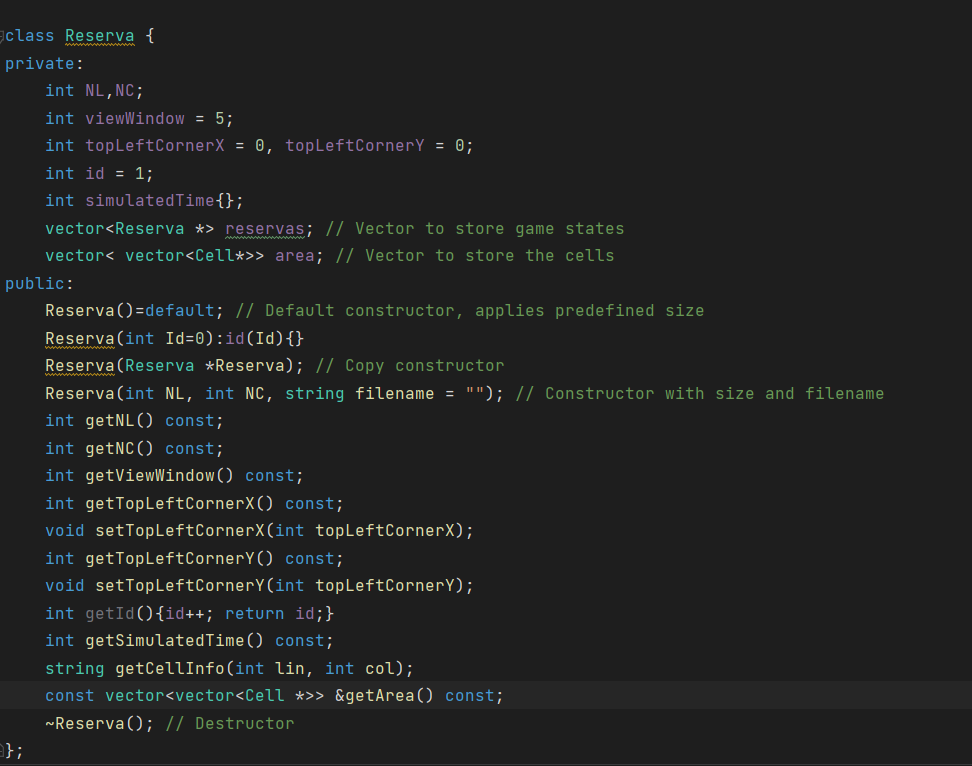 class Reserva {
private:
    int NL,NC;
    int viewWindow = 5;
    int topLeftCornerX = 0, topLeftCornerY = 0;
    int id = 1;
    int simulatedTime{};
    vector<Reserva *> reservas; // Vector to store game states
    vector< vector<Cell*>> area; // Vector to store the cells
public:
    Reserva()=default; // Default constructor, applies predefined size
    Reserva(int Id=0):id(Id){}
    Reserva(Reserva *Reserva); // Copy constructor
    Reserva(int NL, int NC, string filename = ""); // Constructor with size and filename
    int getNL() const;
    int getNC() const;
    int getViewWindow() const;
    int getTopLeftCornerX() const;
    void setTopLeftCornerX(int topLeftCornerX);
    int getTopLeftCornerY() const;
    void setTopLeftCornerY(int topLeftCornerY);
    int getId(){id++; return id;}
    int getSimulatedTime() const;
    string getCellInfo(int lin, int col);
    const vector<vector<Cell *>> &getArea() const;
    ~Reserva(); // Destructor
};